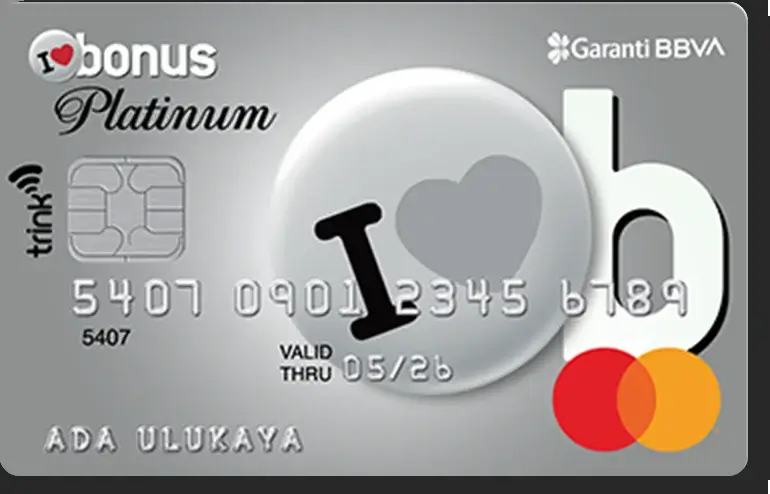 I bonus
Garanti BBVA
Platinum
trink
I
b
5407 0901 2345 6789
5407
VALID THRU 05/26
ADA ULUKAYA